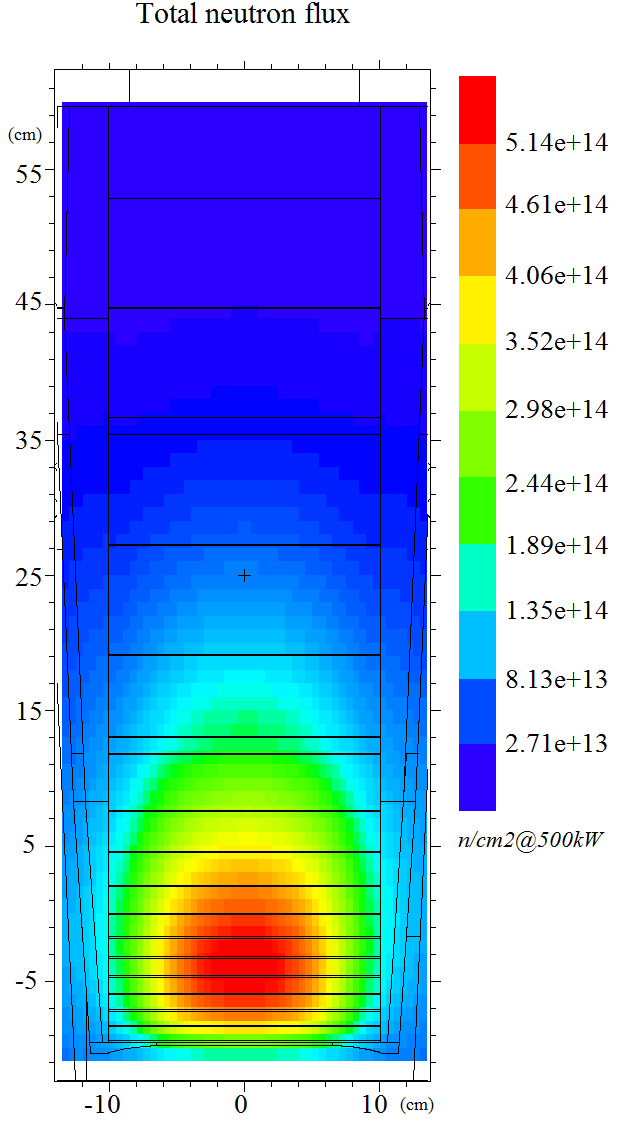 Total neutron flux
(cm)
55
45
35
25
15
5
-5
-10 0 10 (cm)
5.14e+14
4.61e+14
4.06e+14
3.52e+14
2.98e+14
2.44e+14
1.89e+14
1.35e+14
8.13e+13
2.71e+13
n/cm2@500kW